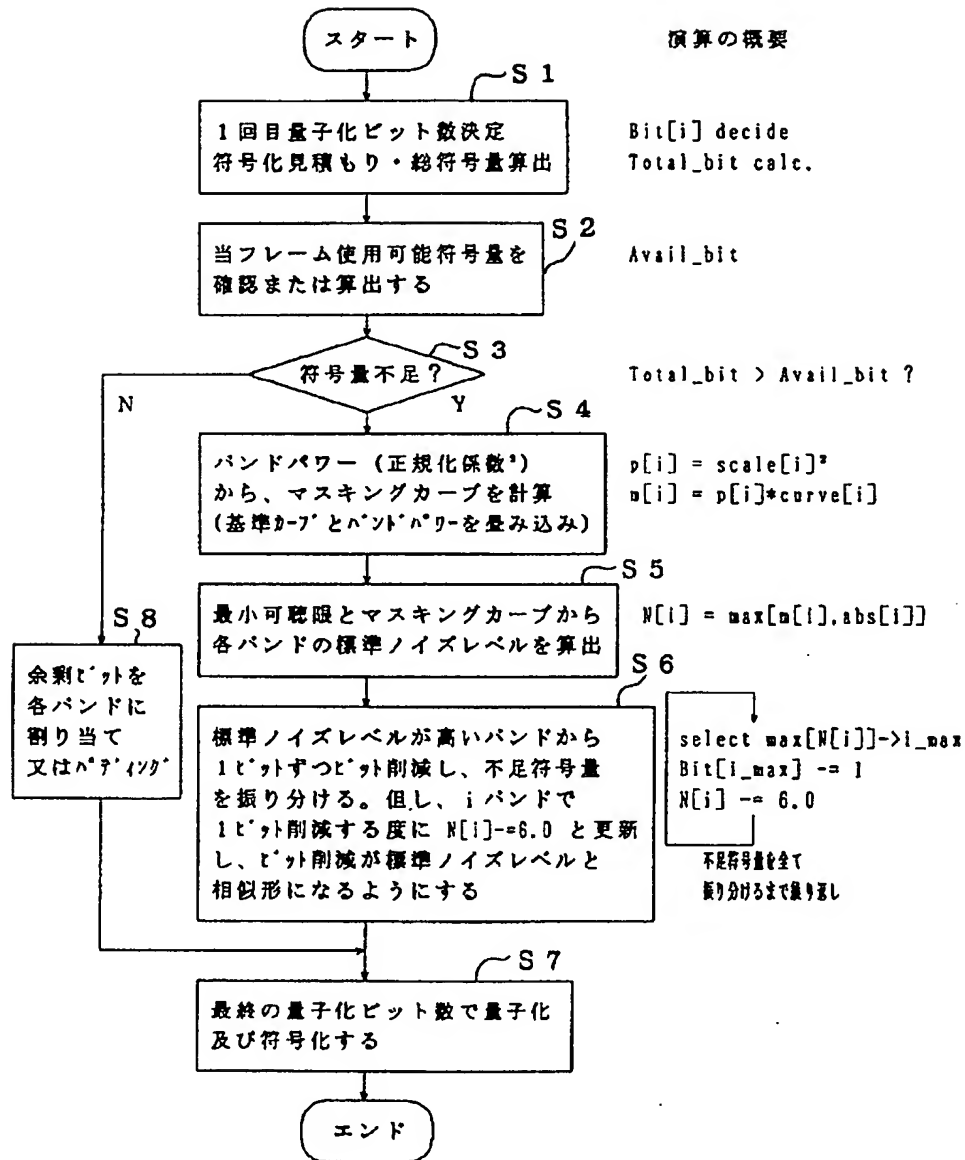 スタート
演算の概要
S1
1回目量子化ビット数決定
符号化見積もり・総符号量算出
Bit[i] decide
Total_bit calc.
S2
当フレーム使用可能符号量を
確認または算出する
Avail_bit
S3
符号量不足?
Total_bit > Avail_bit ?
N
Y
S4
バンドパワー(正規化係数²)
から、マスキングカーブを計算
(基準カーブとバンドパワーを畳み込み)
p[i] = scale[i]²
m[i] = p[i]*curve[i]
S5
最小可聴限とマスキングカーブから
各バンドの標準ノイズレベルを算出
N[i] = max[m[i],abs[i]]
S8
余剰ビットを
各バンドに
割り当て
又はパディング
S6
標準ノイズレベルが高いバンドから
1ビットずつビット削減し、不足符号量
を振り分ける。但し、iバンドで
1ビット削減する度に N[i]-=6.0 と更新
し、ビット削減が標準ノイズレベルと
相似形になるようにする
select max[N[i]]->i_max
Bit[i_max] -= 1
N[i] -= 6.0
不足符号量を全て
振り分けるまで繰り返し
S7
最終の量子化ビット数で量子化
及び符号化する
エンド